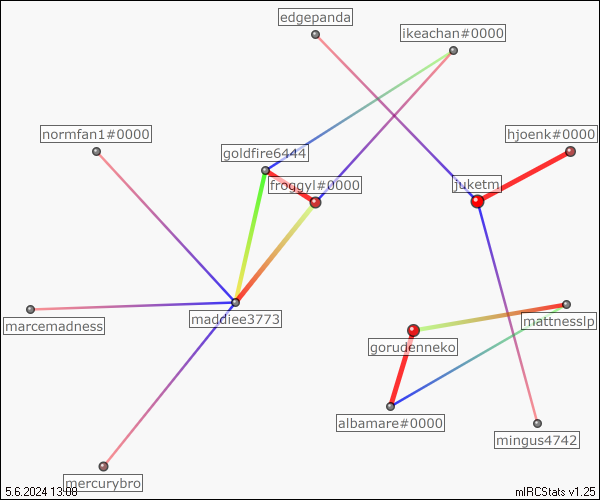 edgepanda
ikeachan#0000
normfan1#0000
hjoenk#0000
goldfire6444
froggyl#0000
juketm
maddiee3773
mattnesslp
marcemadness
gorudenneko
albamare#0000
mingus4742
mercurybro
5.6.2024 13:00
mIRCStats v1.25